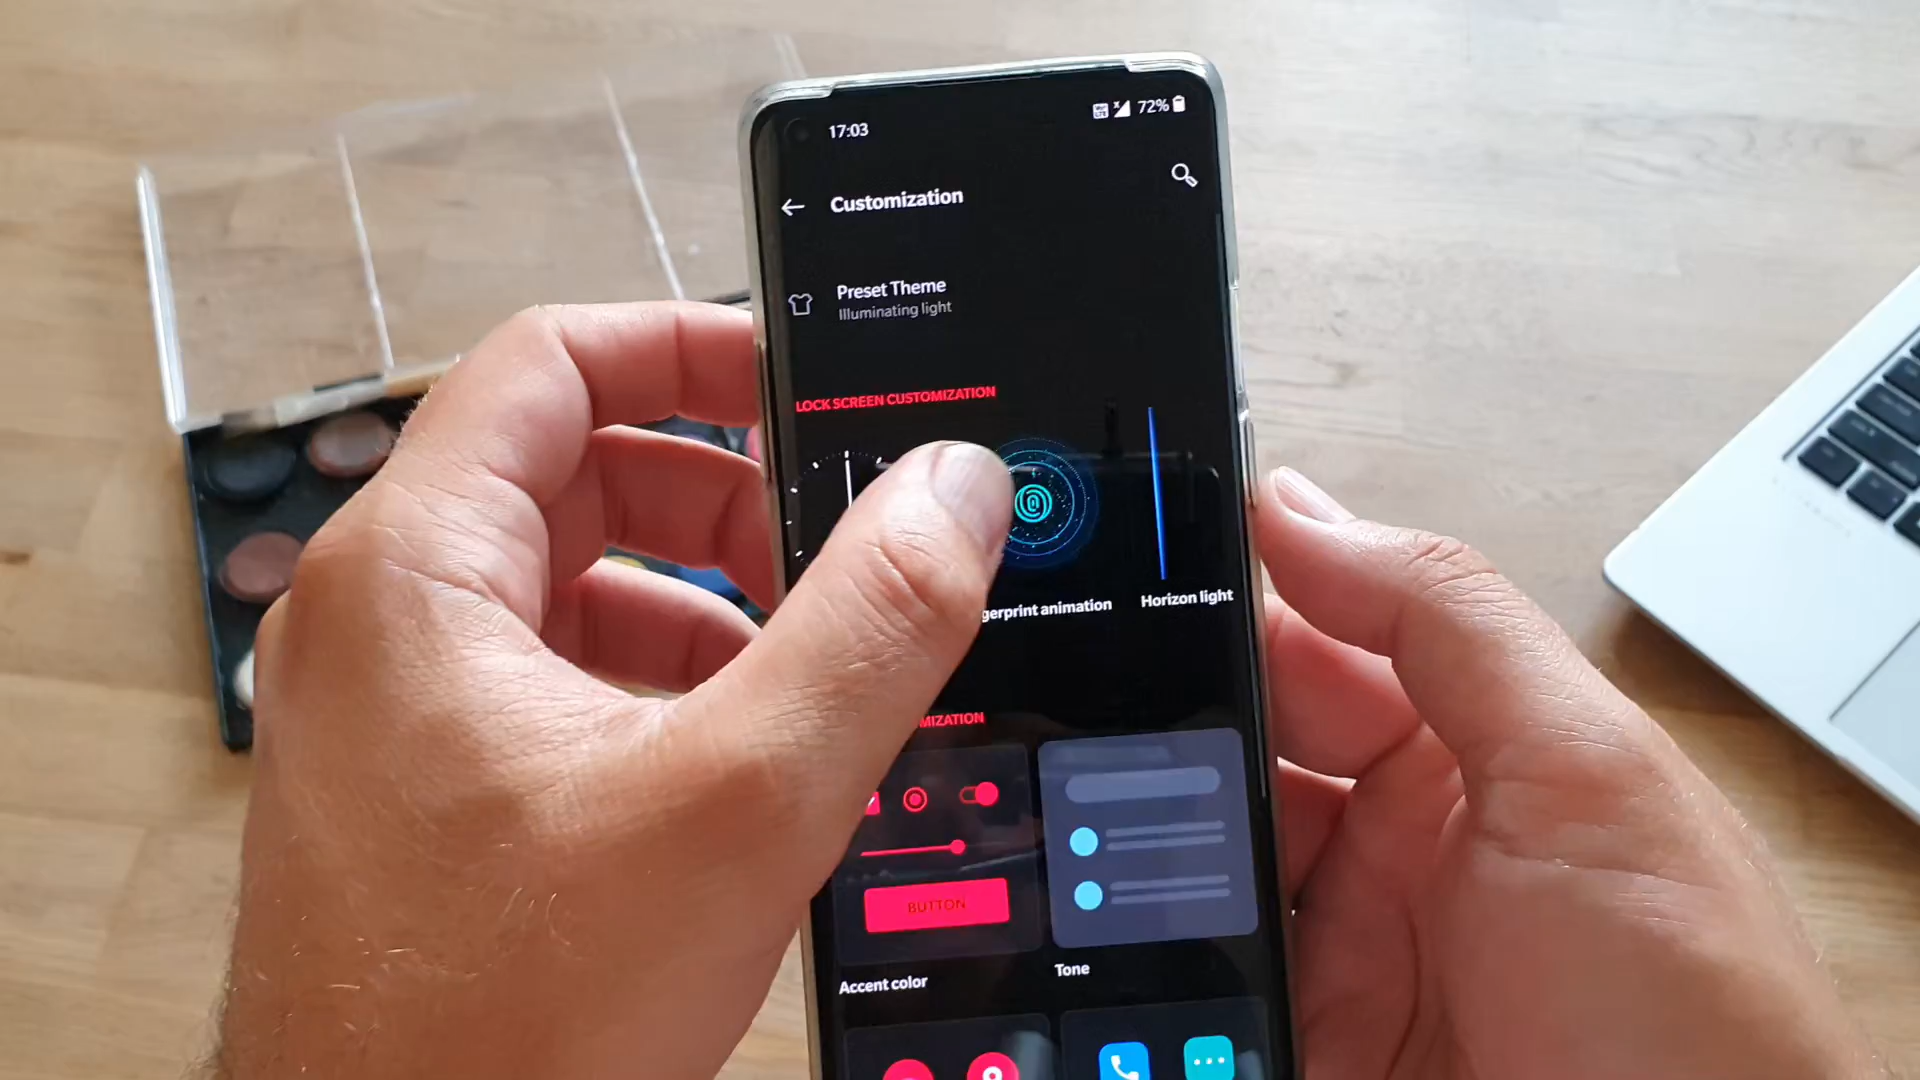 17:03
72%
Customization
Preset Theme
Illuminating light
LOCK SCREEN CUSTOMIZATION
gerprint animation
Horizon light
MIZATION
BUTTON
Accent color
Tone